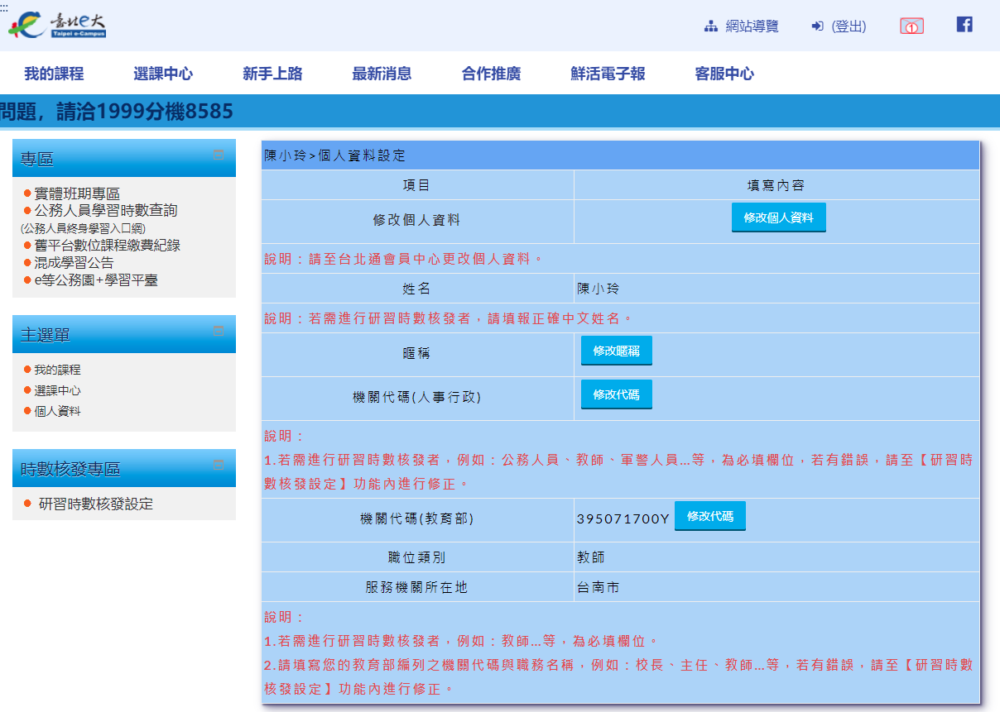 :::
臺北e大
Taipei e-Campus
網站導覽
(登出)
1
我的課程
選課中心
新手上路
最新消息
合作推廣
鮮活電子報
客服中心
問題，請洽1999分機8585
專區
實體班期專區
公務人員學習時數查詢
(公務人員終身學習入口網)
舊平台數位課程繳費紀錄
混成學習公告
e等公務園+學習平臺
主選單
我的課程
選課中心
個人資料
時數核發專區
研習時數核發設定
陳小玲>個人資料設定
項目 填寫內容
修改個人資料 修改個人資料
說明：請至台北通會員中心更改個人資料。
姓名 陳小玲
說明：若需進行研習時數核發者，請填報正確中文姓名。
暱稱 修改暱稱
機關代碼(人事行政) 修改代碼
說明：
1.若需進行研習時數核發者，例如：公務人員、教師、軍警人員...等，為必填欄位，若有錯誤，請至【研習時
數核發設定】功能內進行修正。
機關代碼(教育部) 395071700Y 修改代碼
職位類別 教師
服務機關所在地 台南市
說明：
1.若需進行研習時數核發者，例如：教師...等，為必填欄位。
2.請填寫您的教育部編列之機關代碼與職務名稱，例如：校長、主任、教師...等，若有錯誤，請至【研習時數
核發設定】功能內進行修正。